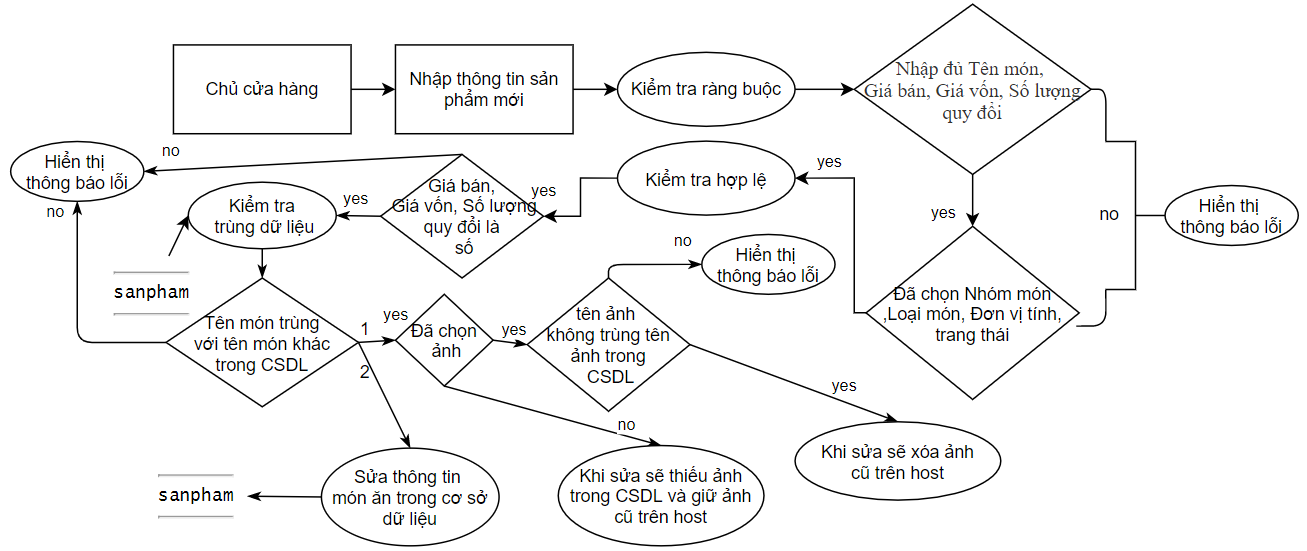 Chủ cửa hàng
Nhập thông tin sản
phẩm mới
Kiểm tra ràng buộc
Nhập đủ Tên món,
Giá bán, Giá vốn, Số lượng
quy đổi
Hiển thị
thông báo lỗi
no
Kiểm tra
trùng dữ liệu
yes
Giá bán,
Giá vốn, Số lượng
quy đổi là
số
yes
Kiểm tra hợp lệ
yes
yes
no
Hiển thị
thông báo lỗi
no
sanpham
no
Hiển thị
thông báo lỗi
Đã chọn Nhóm món
,Loại món, Đơn vị tính,
trang thái
Tên món trùng
với tên món khác
trong CSDL
1
2
yes
Đã chọn
ảnh
yes
tên ảnh
không trùng tên
ảnh trong
CSDL
yes
no
Sửa thông tin
món ăn trong cơ sở
dữ liệu
sanpham
Khi sửa sẽ thiếu ảnh
trong CSDL và giữ ảnh
cũ trên host
Khi sửa sẽ xóa ảnh
cũ trên host